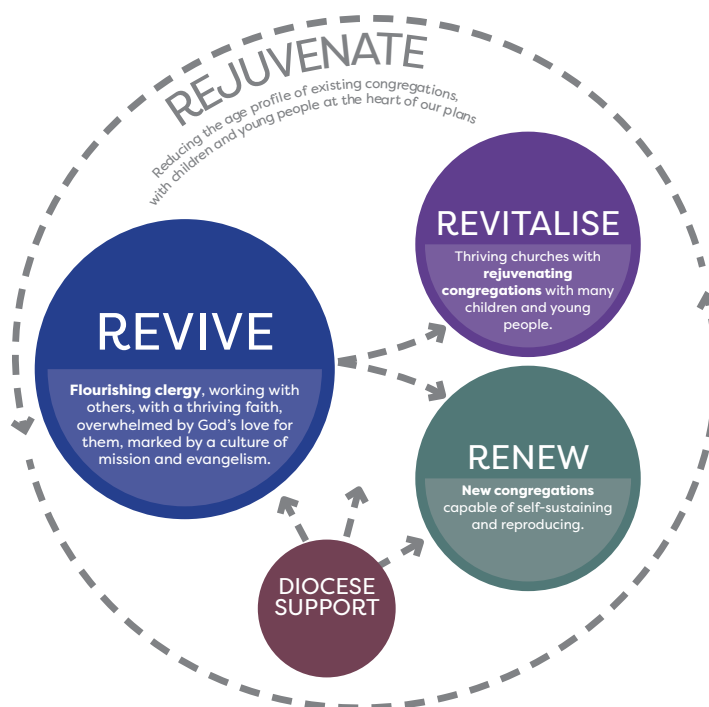 REJUVENATE
Reducing the age profile of existing congregations,
with children and young people at the heart of our plans
REVITALISE
Thriving churches with
rejuvenating
congregations with many
children and young
people.
REVIVE
Flourishing clergy, working with
others, with a thriving faith,
overwhelmed by God’s love for
them, marked by a culture of
mission and evangelism.
RENEW
New congregations
capable of self-sustaining
and reproducing.
DIOCESE
SUPPORT